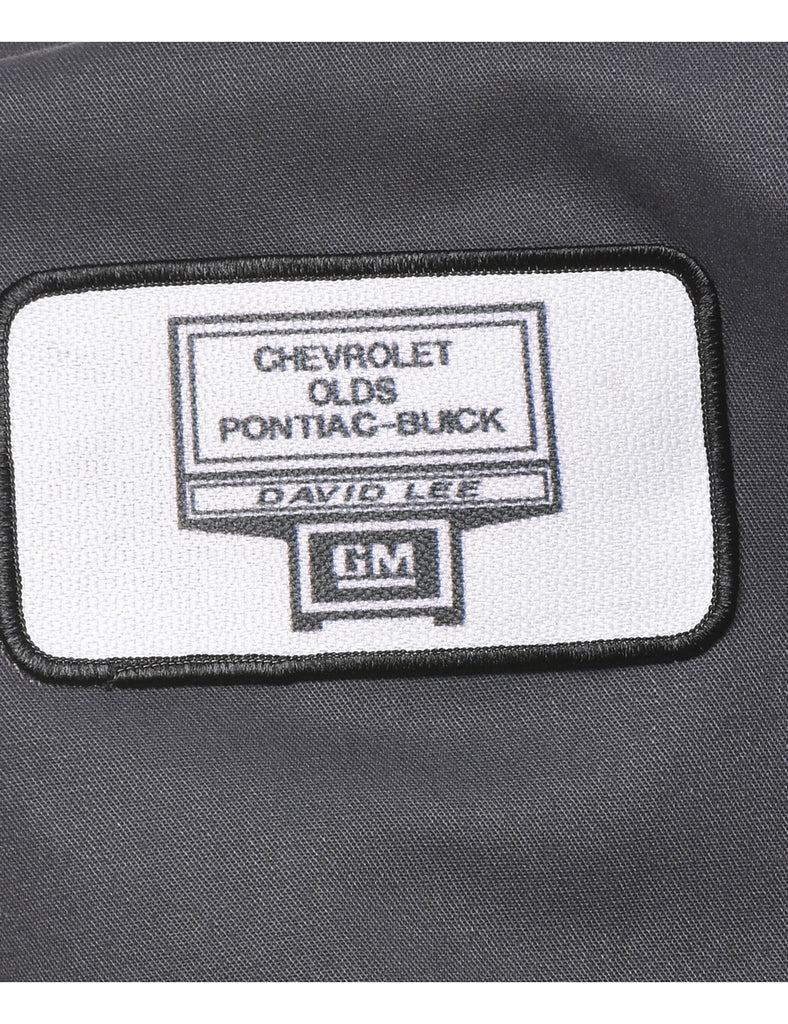 CHEVROLET
OLDS
PONTIAC-BUICK
DAVID LEE
GM